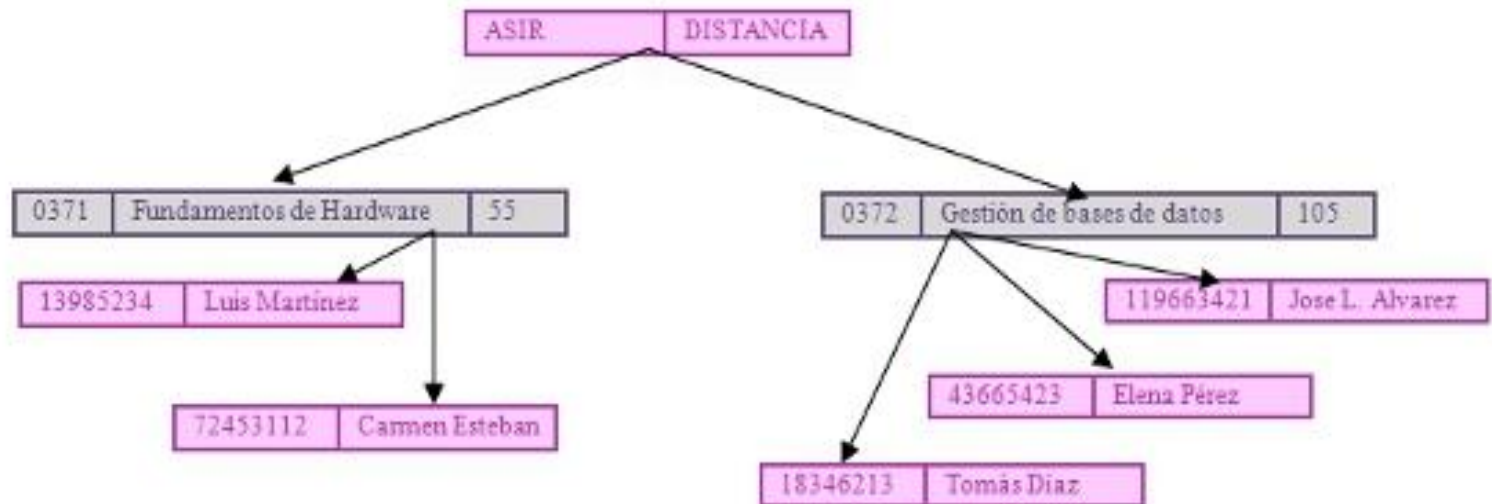 ASIR DISTANCIA
0371 Fundamentos de Hardware 55
0372 Gestión de bases de datos 105
13985234 Luis Martínez
119663421 Jose L. Alvarez
43665423 Elena Pérez
72453112 Carmen Esteban
18346213 Tomás Díaz